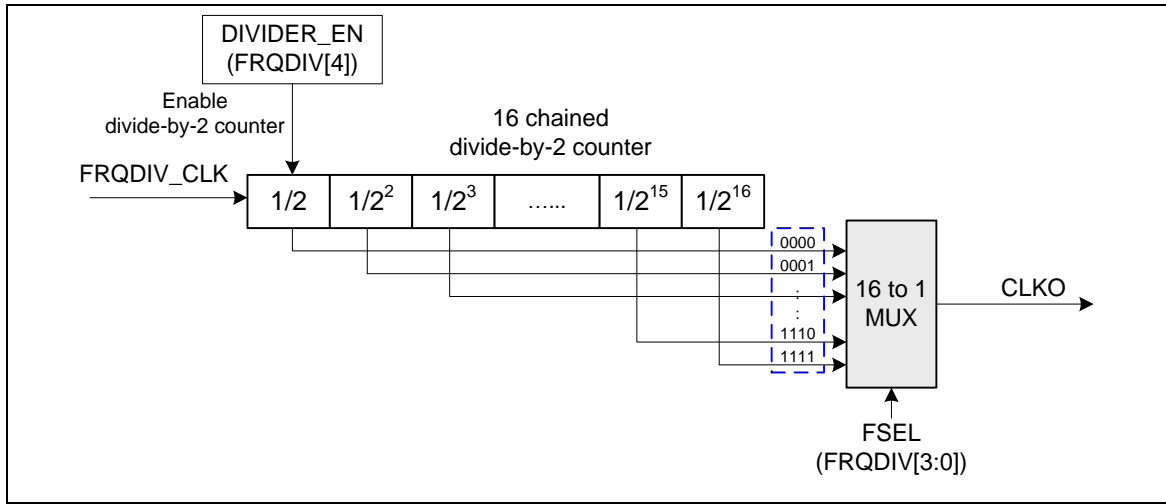 DIVIDER_EN
(FRQDIV[4])
Enable
divide-by-2 counter
16 chained
divide-by-2 counter
FRQDIV_CLK
1/2 1/2² 1/2³ …... 1/2¹⁵ 1/2¹⁶
0000
0001
:
:
1110
1111
16 to 1
MUX
CLKO
FSEL
(FRQDIV[3:0])